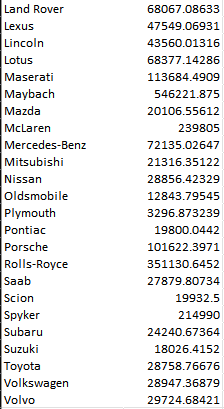 Land Rover 68067.08633
Lexus 47549.06931
Lincoln 43560.01316
Lotus 68377.14286
Maserati 113684.4909
Maybach 546221.875
Mazda 20106.55612
McLaren 239805
Mercedes-Benz 72135.02647
Mitsubishi 21316.35122
Nissan 28856.42329
Oldsmobile 12843.79545
Plymouth 3296.873239
Pontiac 19800.0442
Porsche 101622.3971
Rolls-Royce 351130.6452
Saab 27879.80734
Scion 19932.5
Spyker 214990
Subaru 24240.67364
Suzuki 18026.4152
Toyota 28758.76676
Volkswagen 28947.36879
Volvo 29724.68421